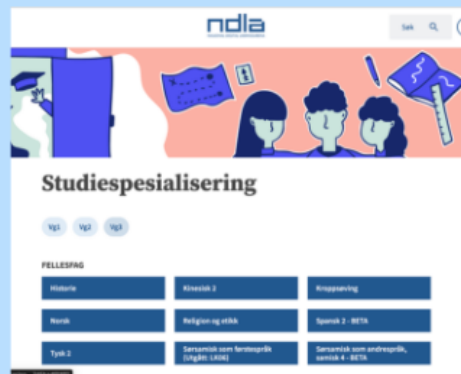 ndla
Søk
Studiespesialisering
Vg1 Vg2 Vg3
FELLESFAG
Historie
Kinesisk 2
Kroppsøving
Norsk
Religion og etikk
Spansk 2 - BETA
Tysk 2
Sørsamisk som førstespråk
(Utgått: LK06)
Sørsamisk som andrespråk,
samisk 4 - BETA